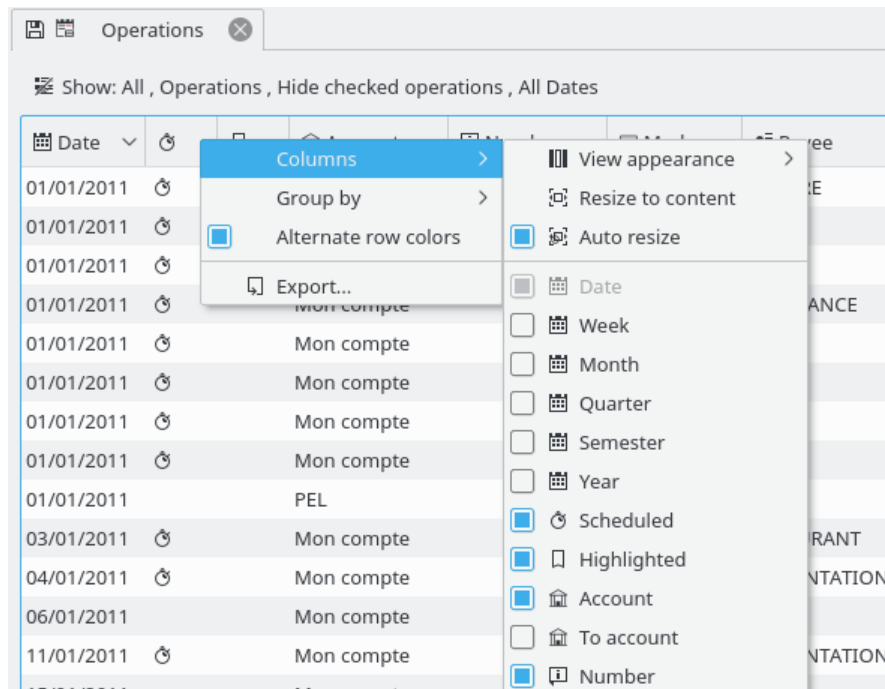 Operations
Show: All , Operations , Hide checked operations , All Dates
Date
Columns
Group by
Alternate row colors
Export...
View appearance
Resize to content
Auto resize
Date
Week
Month
Quarter
Semester
Year
Scheduled
Highlighted
Account
To account
Number
01/01/2011
01/01/2011
01/01/2011
01/01/2011 Mon compte
01/01/2011 Mon compte
01/01/2011 Mon compte
01/01/2011 Mon compte
01/01/2011 Mon compte
01/01/2011 PEL
03/01/2011 Mon compte
04/01/2011 Mon compte
06/01/2011 Mon compte
11/01/2011 Mon compte